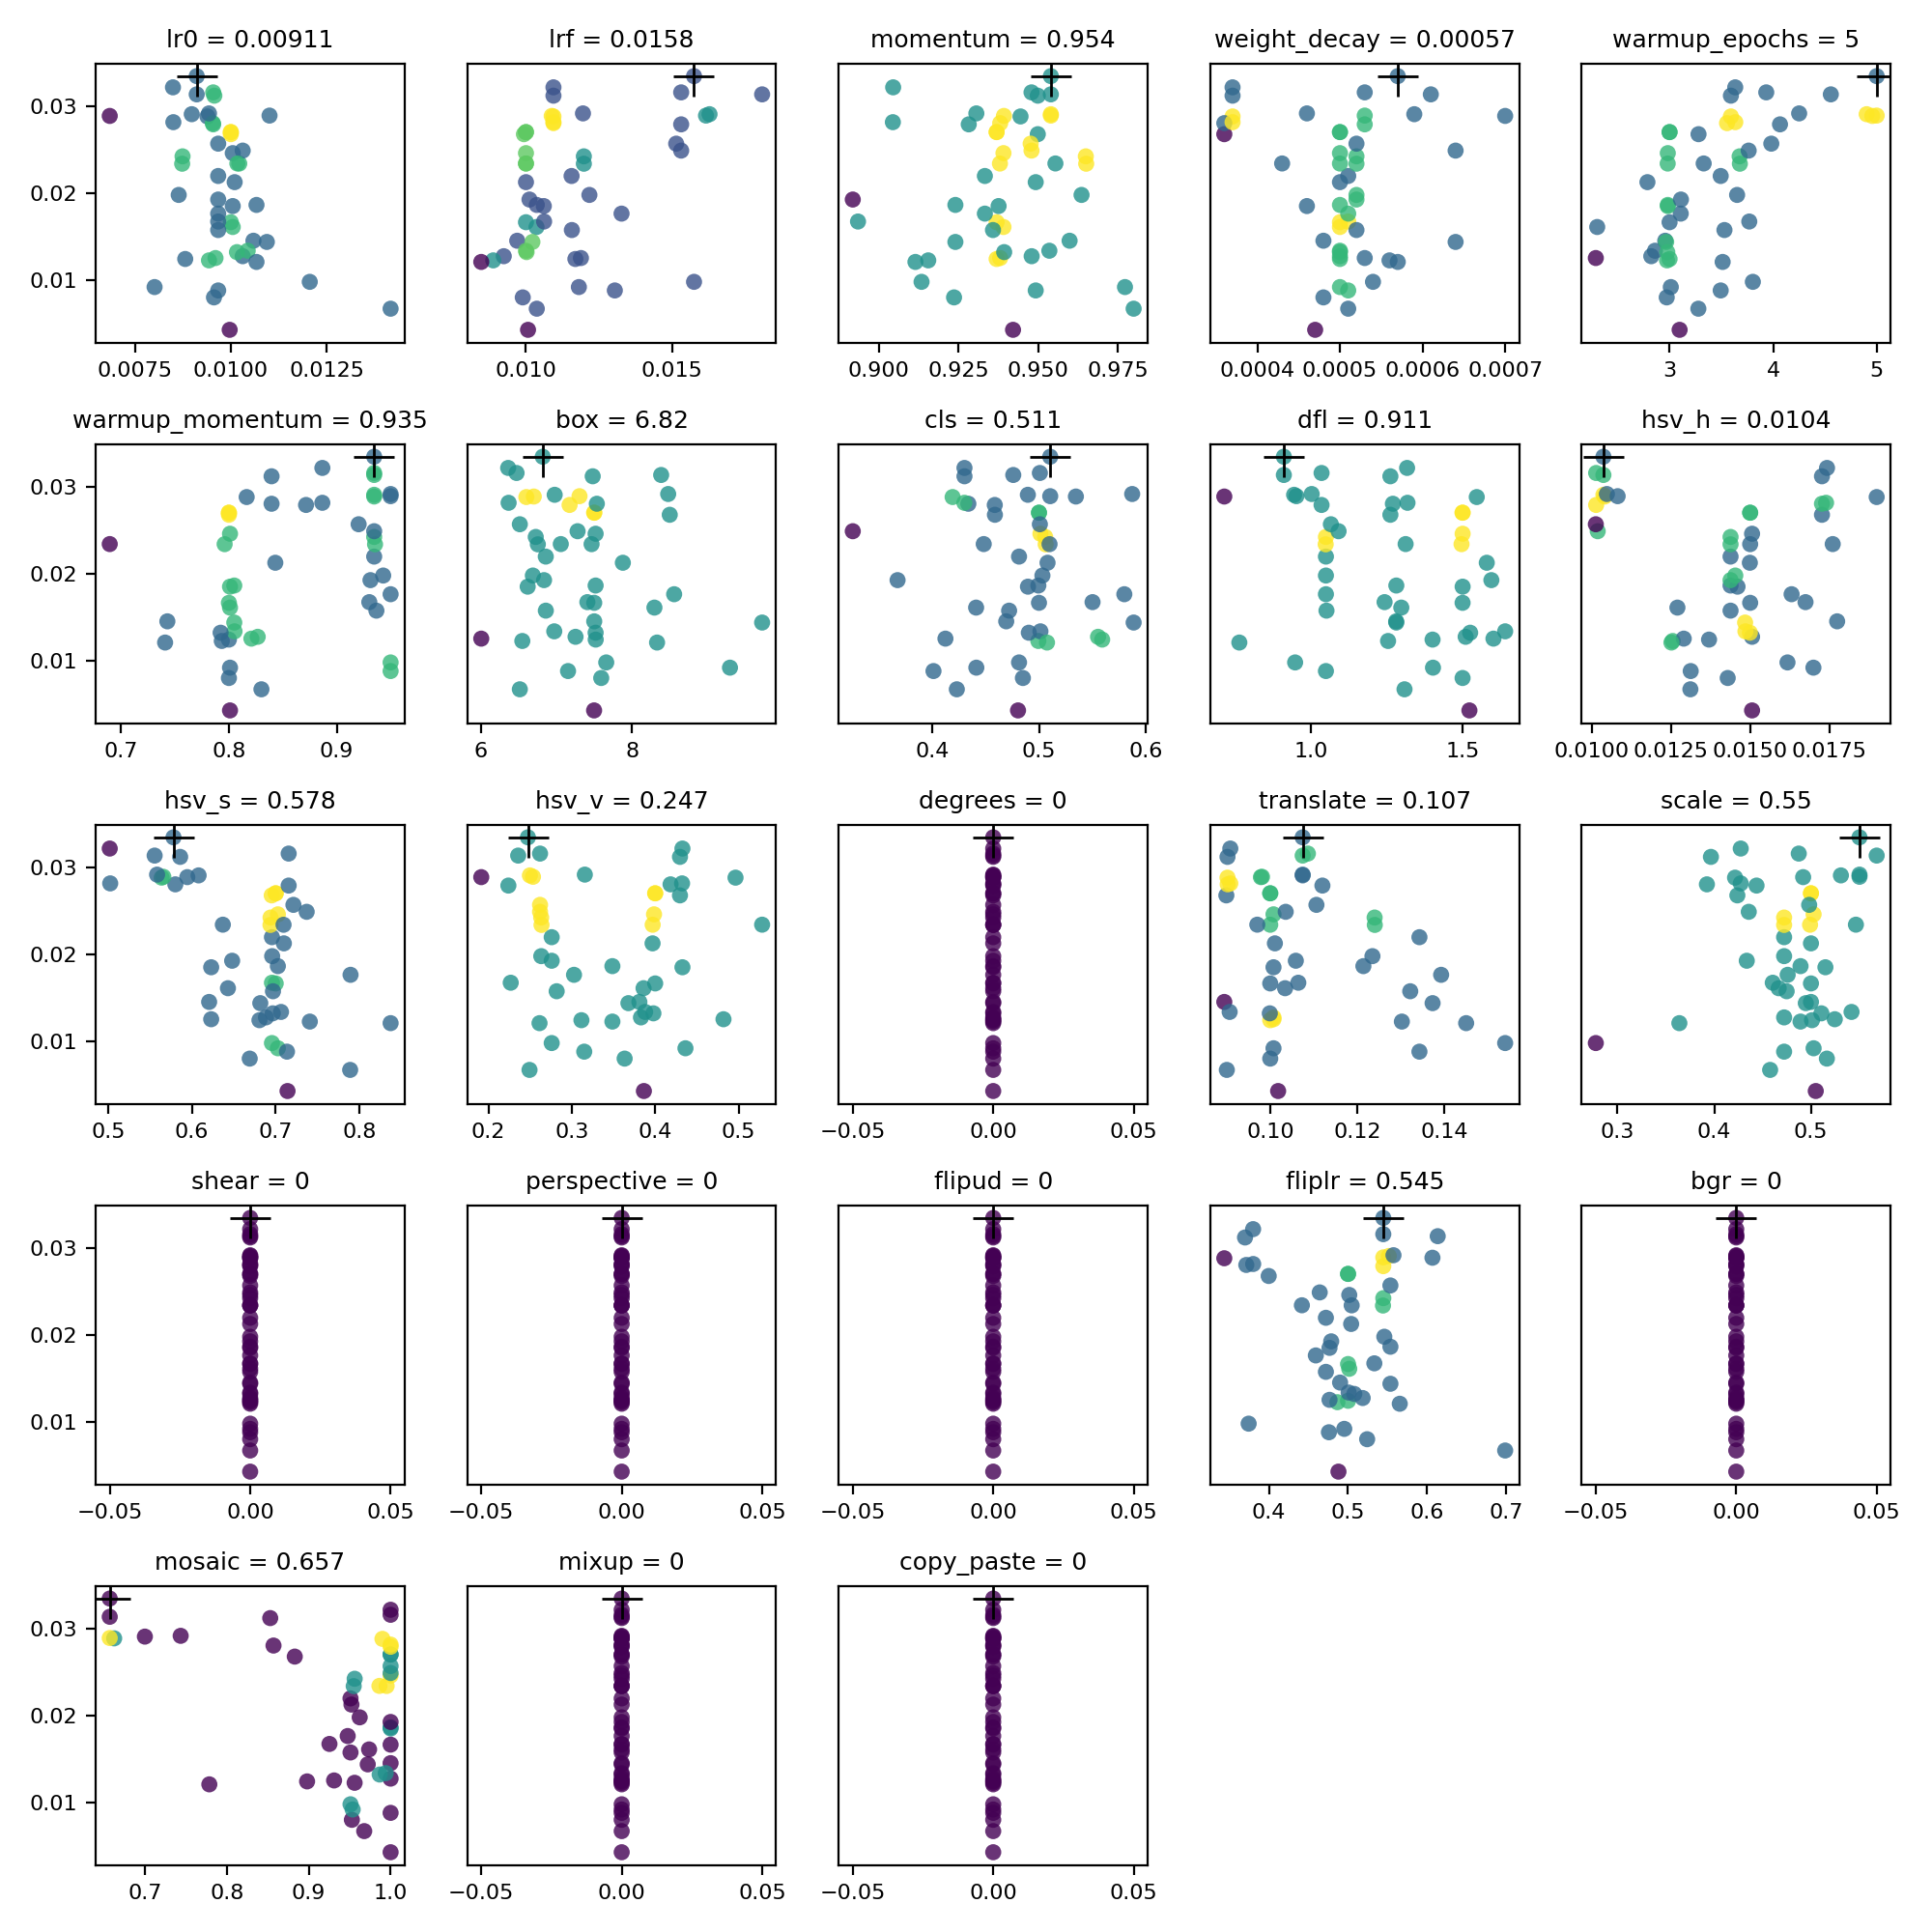 lr0 = 0.00911
lrf = 0.0158
momentum = 0.954
weight_decay = 0.00057
warmup_epochs = 5
0.03
0.02
0.01
0.0075 0.0100 0.0125
0.010 0.015
0.900 0.925 0.950 0.975
0.0004 0.0005 0.0006 0.0007
3 4 5
warmup_momentum = 0.935
box = 6.82
cls = 0.511
dfl = 0.911
hsv_h = 0.0104
0.03
0.02
0.01
0.7 0.8 0.9
6 8
0.4 0.5 0.6
1.0 1.5
0.0100 0.0125 0.0150 0.0175
hsv_s = 0.578
hsv_v = 0.247
degrees = 0
translate = 0.107
scale = 0.55
0.03
0.02
0.01
0.5 0.6 0.7 0.8
0.2 0.3 0.4 0.5
−0.05 0.00 0.05
0.10 0.12 0.14
0.3 0.4 0.5
shear = 0
perspective = 0
flipud = 0
fliplr = 0.545
bgr = 0
0.03
0.02
0.01
−0.05 0.00 0.05
−0.05 0.00 0.05
−0.05 0.00 0.05
0.4 0.5 0.6 0.7
−0.05 0.00 0.05
mosaic = 0.657
mixup = 0
copy_paste = 0
0.03
0.02
0.01
0.7 0.8 0.9 1.0
−0.05 0.00 0.05
−0.05 0.00 0.05